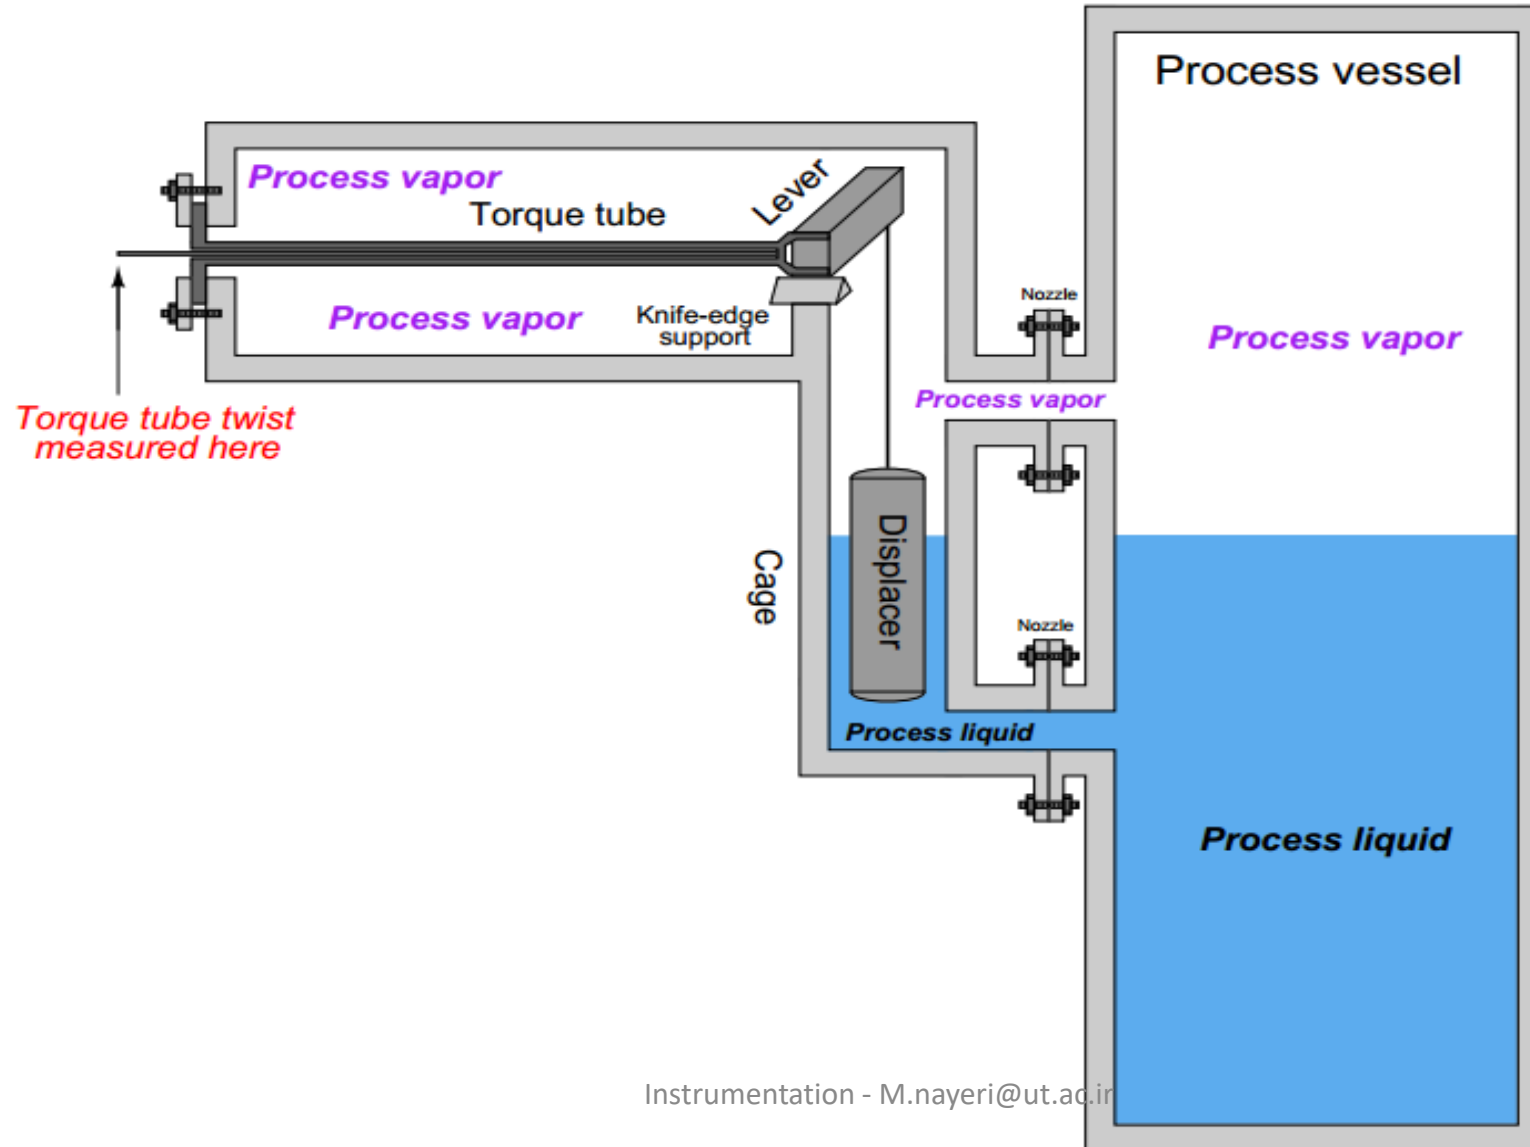 Process vessel
Process vapor
Lever
Torque tube
Nozzle
Process vapor
Knife-edge
support
Process vapor
Process vapor
Torque tube twist
measured here
Displacer
Cage
Nozzle
Process liquid
Process liquid
Instrumentation - M.nayeri@ut.ac.ir